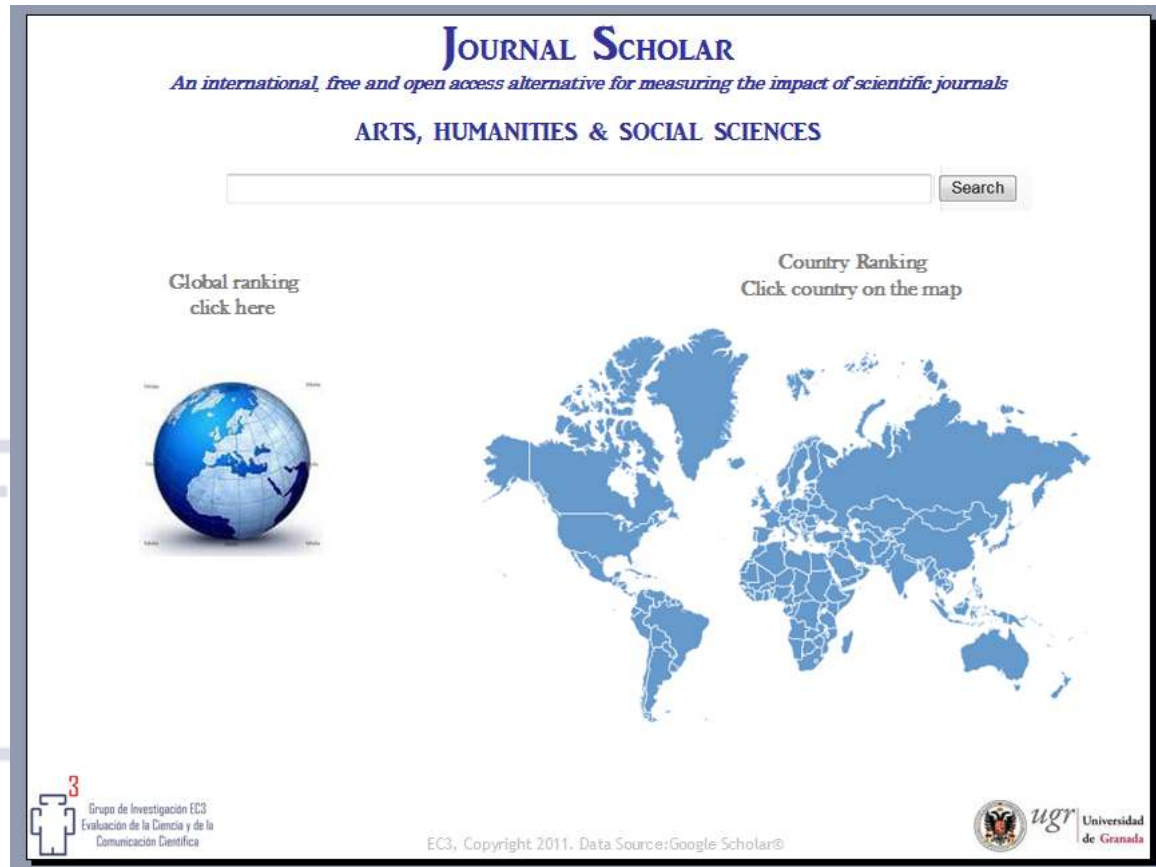 JOURNAL SCHOLAR
An international, free and open access alternative for measuring the impact of scientific journals
ARTS, HUMANITIES & SOCIAL SCIENCES
Search
Global ranking
click here
Country Ranking
Click country on the map
3
Grupo de Investigación EC3
Evaluación de la Ciencia y de la
Comunicación Científica
EC3, Copyright 2011. Data Source:Google Scholar©
ugr
Universidad
de Granada